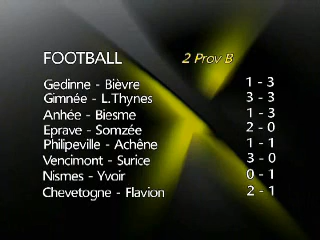 FOOTBALL 2 Prov B
Gedinne - Bièvre 1 - 3
Gimnée - L.Thynes 3 - 3
Anhée - Biesme 1 - 3
Eprave - Somzée 2 - 0
Philipeville - Achêne 1 - 1
Vencimont - Surice 3 - 0
Nismes - Yvoir 0 - 1
Chevetogne - Flavion 2 - 1